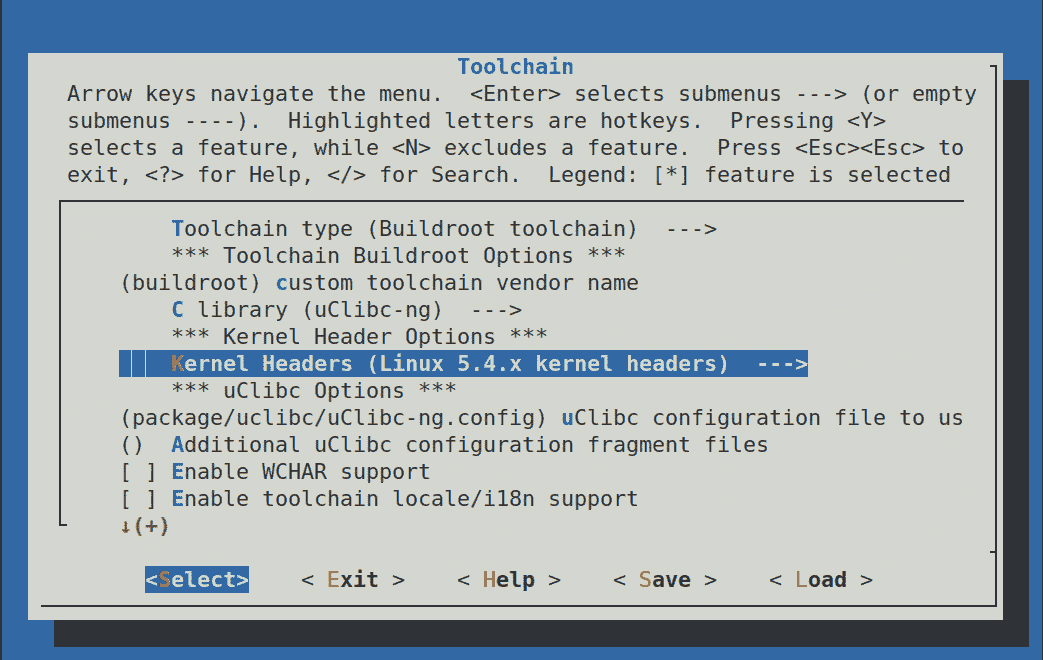 Toolchain
Arrow keys navigate the menu.  <Enter> selects submenus ---> (or empty
submenus ----).  Highlighted letters are hotkeys.  Pressing <Y>
selects a feature, while <N> excludes a feature.  Press <Esc><Esc> to
exit, <?> for Help, </> for Search.  Legend: [*] feature is selected
Toolchain type (Buildroot toolchain)  --->
*** Toolchain Buildroot Options ***
(buildroot) custom toolchain vendor name
C library (uClibc-ng)  --->
*** Kernel Header Options ***
Kernel Headers (Linux 5.4.x kernel headers)  --->
*** uClibc Options ***
(package/uclibc/uClibc-ng.config) uClibc configuration file to us
()  Additional uClibc configuration fragment files
[ ] Enable WCHAR support
[ ] Enable toolchain locale/i18n support
↓(+)
<Select>    < Exit >    < Help >    < Save >    < Load >